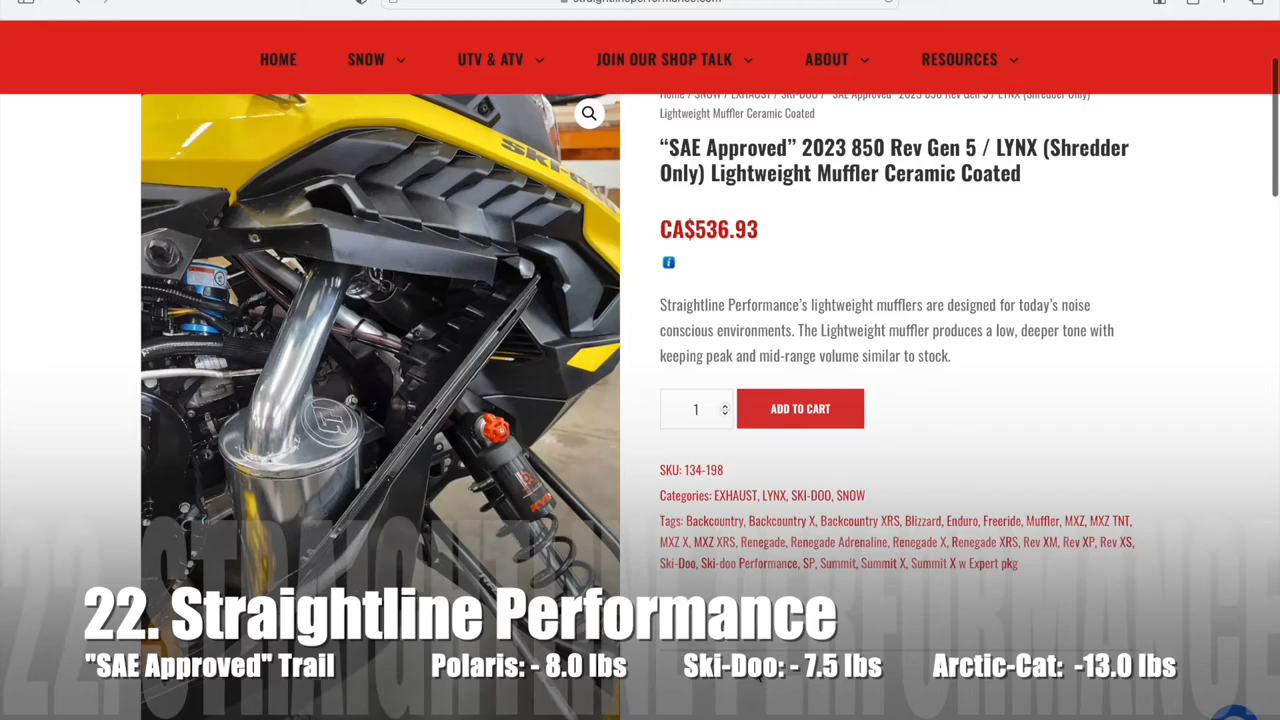 straightlineperformance.com
HOME SNOW UTV & ATV JOIN OUR SHOP TALK ABOUT RESOURCES
Home / SNOW / EXHAUST / SKI-DOO / "SAE Approved" 2023 850 Rev Gen 5 / LYNX (Shredder Only)
Lightweight Muffler Ceramic Coated
“SAE Approved” 2023 850 Rev Gen 5 / LYNX (Shredder
Only) Lightweight Muffler Ceramic Coated
CA$536.93
Straightline Performance’s lightweight mufflers are designed for today’s noise
conscious environments. The Lightweight muffler produces a low, deeper tone with
keeping peak and mid-range volume similar to stock.
1 ADD TO CART
SKU: 134-198
Categories: EXHAUST, LYNX, SKI-DOO, SNOW
Tags: Backcountry, Backcountry X, Backcountry XRS, Blizzard, Enduro, Freeride, Muffler, MXZ, MXZ TNT,
MXZ X, MXZ XRS, Renegade, Renegade Adrenaline, Renegade X, Renegade XRS, Rev XM, Rev XP, Rev XS,
Ski-Doo, Ski-doo Performance, SP, Summit, Summit X, Summit X w Expert pkg
22. Straightline Performance
"SAE Approved" Trail Polaris: - 8.0 lbs Ski-Doo: - 7.5 lbs Arctic-Cat: -13.0 lbs